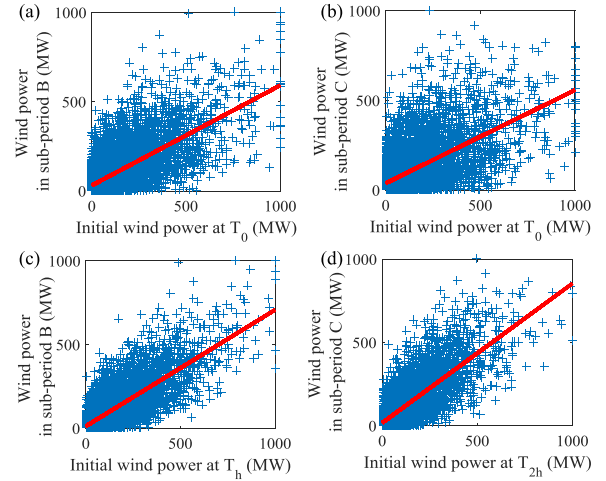 (a)
1000
500
0
Wind power
in sub-period B (MW)
0 500 1000
Initial wind power at T0 (MW)
(b)
1000
500
0
Wind power
in sub-period C (MW)
0 500 1000
Initial wind power at T0 (MW)
(c)
1000
500
0
Wind power
in sub-period B (MW)
0 500 1000
Initial wind power at Th (MW)
(d)
1000
500
0
Wind power
in sub-period C (MW)
0 500 1000
Initial wind power at T2h (MW)